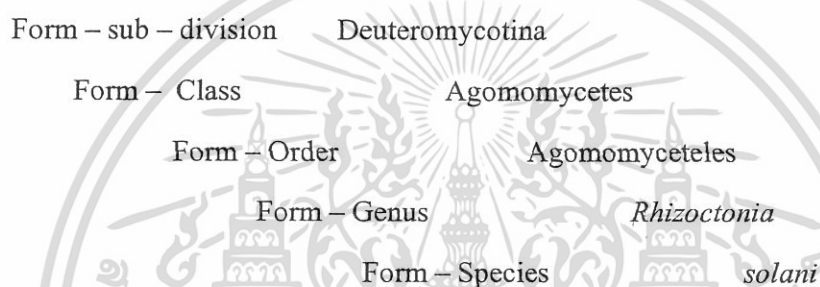 Form – sub – division Deuteromycotina
Form – Class Agomomycetes
Form – Order Agomomyceteles
Form – Genus Rhizoctonia
Form – Species solani